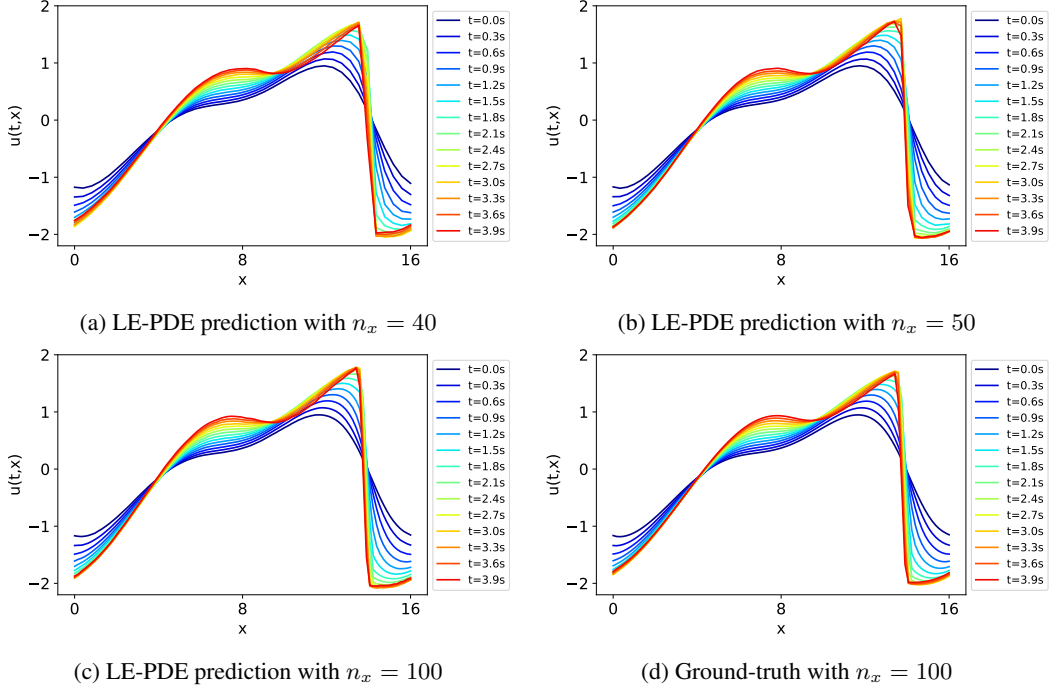 2
1
0
−1
−2
u(t,x)
0
8
16
x
t=0.0s
t=0.3s
t=0.6s
t=0.9s
t=1.2s
t=1.5s
t=1.8s
t=2.1s
t=2.4s
t=2.7s
t=3.0s
t=3.3s
t=3.6s
t=3.9s
(a) LE-PDE prediction with nₓ = 40
2
1
0
−1
−2
u(t,x)
0
8
16
x
t=0.0s
t=0.3s
t=0.6s
t=0.9s
t=1.2s
t=1.5s
t=1.8s
t=2.1s
t=2.4s
t=2.7s
t=3.0s
t=3.3s
t=3.6s
t=3.9s
(b) LE-PDE prediction with nₓ = 50
2
1
0
−1
−2
u(t,x)
0
8
16
x
t=0.0s
t=0.3s
t=0.6s
t=0.9s
t=1.2s
t=1.5s
t=1.8s
t=2.1s
t=2.4s
t=2.7s
t=3.0s
t=3.3s
t=3.6s
t=3.9s
(c) LE-PDE prediction with nₓ = 100
2
1
0
−1
−2
u(t,x)
0
8
16
x
t=0.0s
t=0.3s
t=0.6s
t=0.9s
t=1.2s
t=1.5s
t=1.8s
t=2.1s
t=2.4s
t=2.7s
t=3.0s
t=3.3s
t=3.6s
t=3.9s
(d) Ground-truth with nₓ = 100